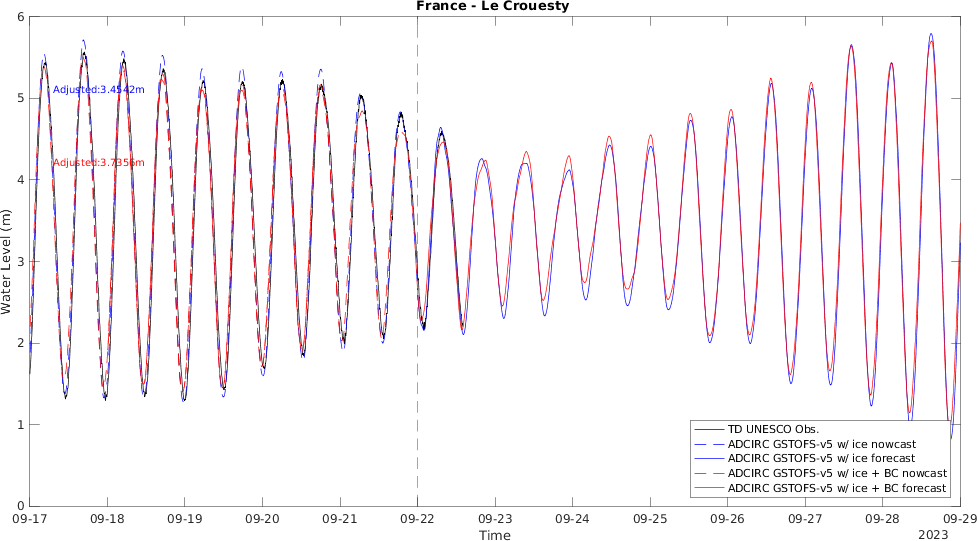 France - Le Crouesty
Water Level (m)
6
5
4
3
2
1
0
Adjusted:3.4542m
Adjusted:3.7356m
TD UNESCO Obs.
ADCIRC GSTOFS-v5 w/ ice nowcast
ADCIRC GSTOFS-v5 w/ ice forecast
ADCIRC GSTOFS-v5 w/ ice + BC nowcast
ADCIRC GSTOFS-v5 w/ ice + BC forecast
09-17 09-18 09-19 09-20 09-21 09-22 09-23 09-24 09-25 09-26 09-27 09-28 09-29
Time
2023